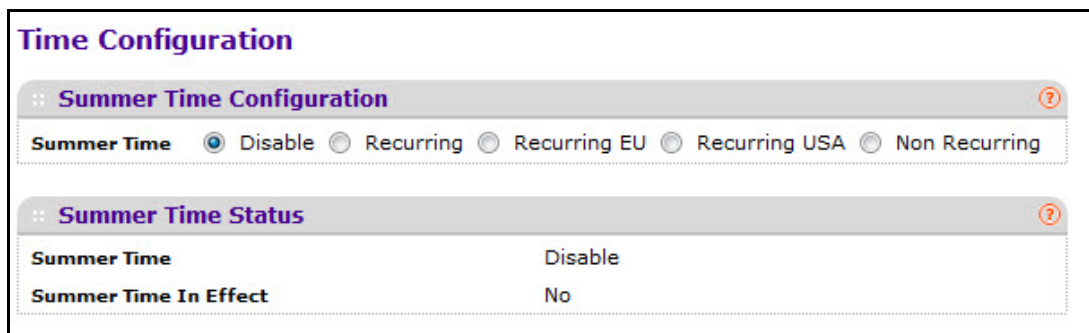 Time Configuration
Summer Time Configuration
Summer Time Disable Recurring Recurring EU Recurring USA Non Recurring
Summer Time Status
Summer Time Disable
Summer Time In Effect No